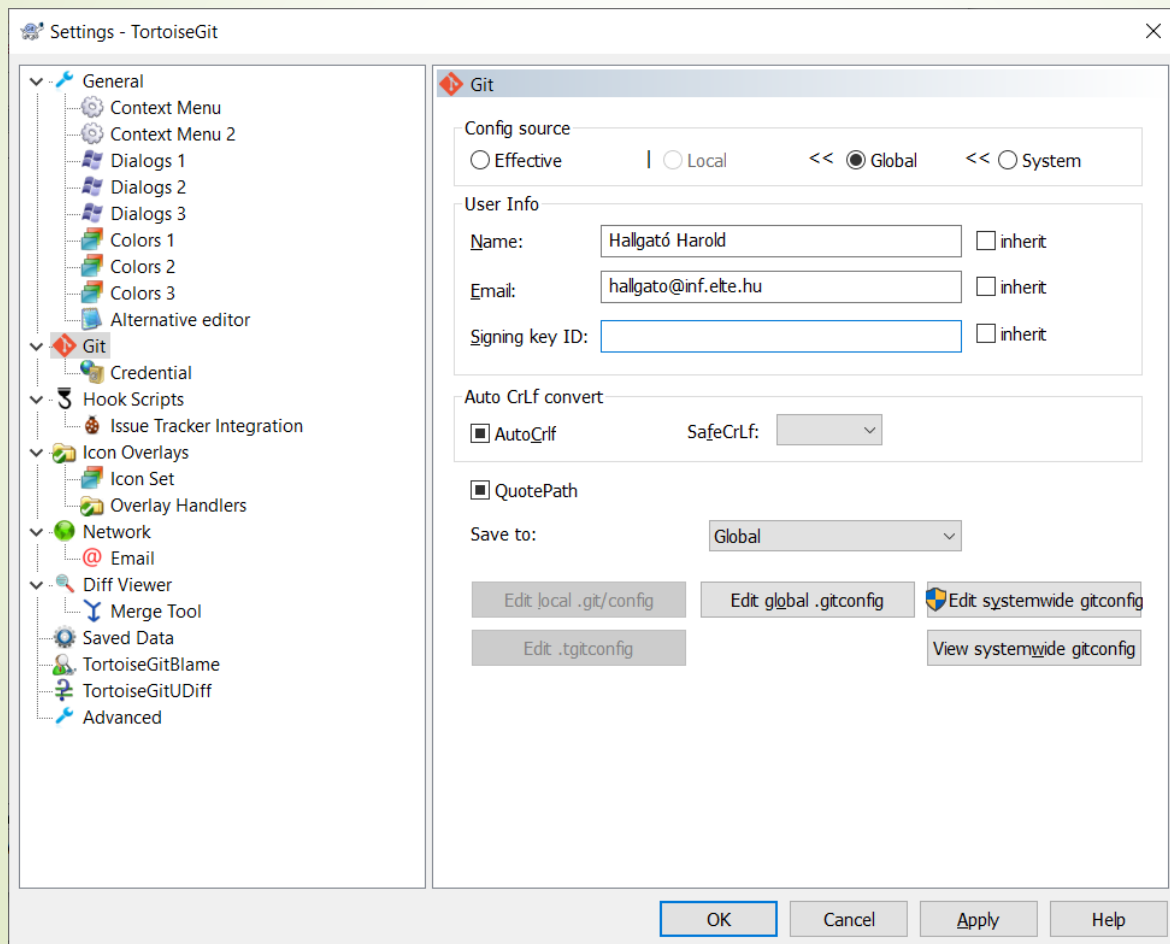 Settings - TortoiseGit
General
Context Menu
Context Menu 2
Dialogs 1
Dialogs 2
Dialogs 3
Colors 1
Colors 2
Colors 3
Alternative editor
Git
Credential
Hook Scripts
Issue Tracker Integration
Icon Overlays
Icon Set
Overlay Handlers
Network
Email
Diff Viewer
Merge Tool
Saved Data
TortoiseGitBlame
TortoiseGitUDiff
Advanced
Git
Config source
Effective | Local << Global << System
User Info
Name: Hallgató Harold inherit
Email: hallgato@inf.elte.hu inherit
Signing key ID: inherit
Auto CrLf convert
AutoCrlf SafeCrLf:
QuotePath
Save to: Global
Edit local .git/config Edit global .gitconfig Edit systemwide gitconfig
Edit .tgitconfig View systemwide gitconfig
OK Cancel Apply Help